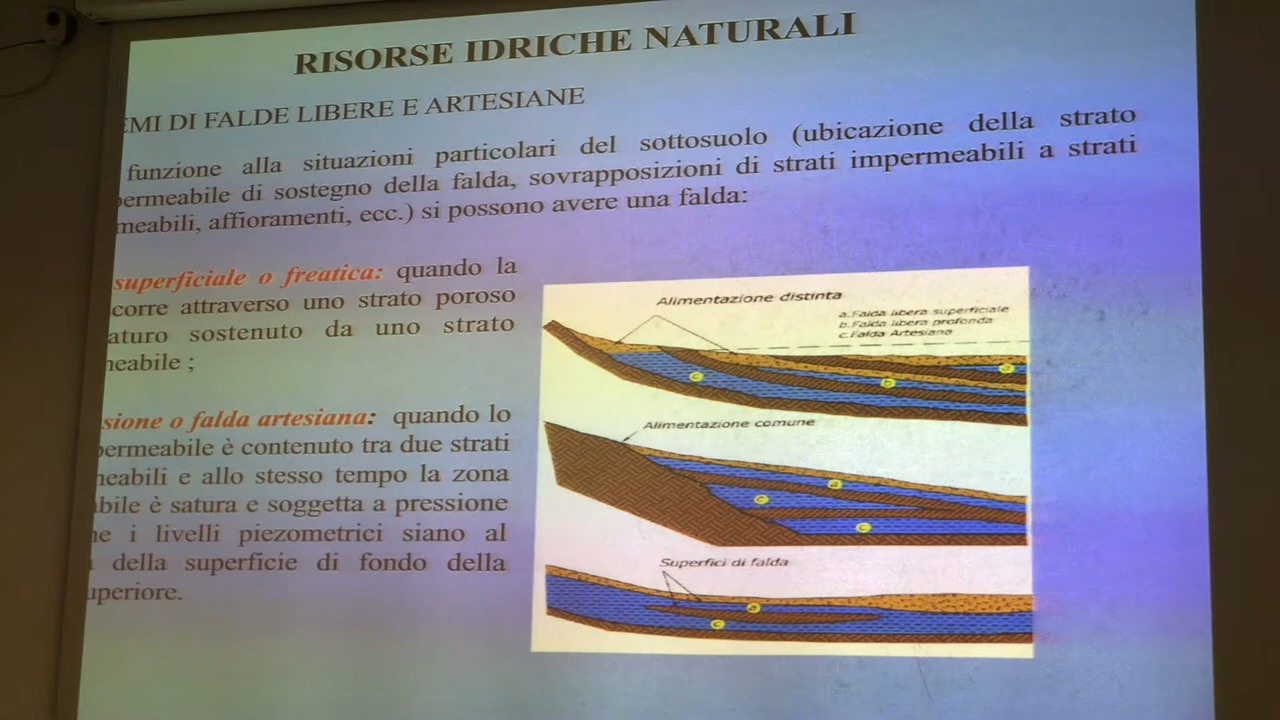 RISORSE IDRICHE NATURALI
EMI DI FALDE LIBERE E ARTESIANE
funzione alla situazioni particolari del sottosuolo (ubicazione della strato
permeabile di sostegno della falda, sovrapposizioni di strati impermeabili a strati
meabili, affioramenti, ecc.) si possono avere una falda:
superficiale o freatica: quando la
corre attraverso uno strato poroso
aturo sostenuto da uno strato
neabile ;
sione o falda artesiana: quando lo
permeabile è contenuto tra due strati
neabili e allo stesso tempo la zona
abile è satura e soggetta a pressione
ne i livelli piezometrici siano al
della superficie di fondo della
uperiore.
Alimentazione distinta
a.Falda libera superficiale
b.Falda libera profonda
c.Falda Artesiana
c
b
a
Alimentazione comune
a
c
c
Superfici di falda
a
c